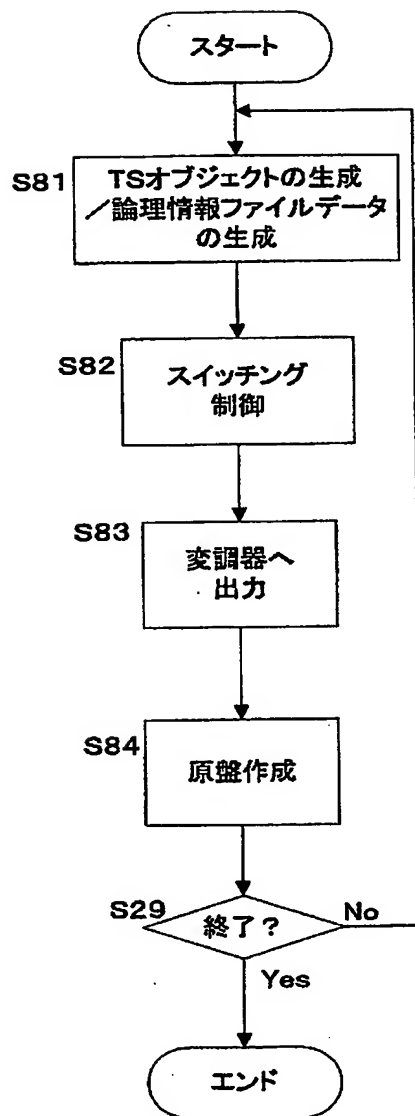 スタート
S81
TSオブジェクトの生成
／論理情報ファイルデータ
の生成
S82
スイッチング
制御
S83
変調器へ
出力
S84
原盤作成
S29
終了？
No
Yes
エンド